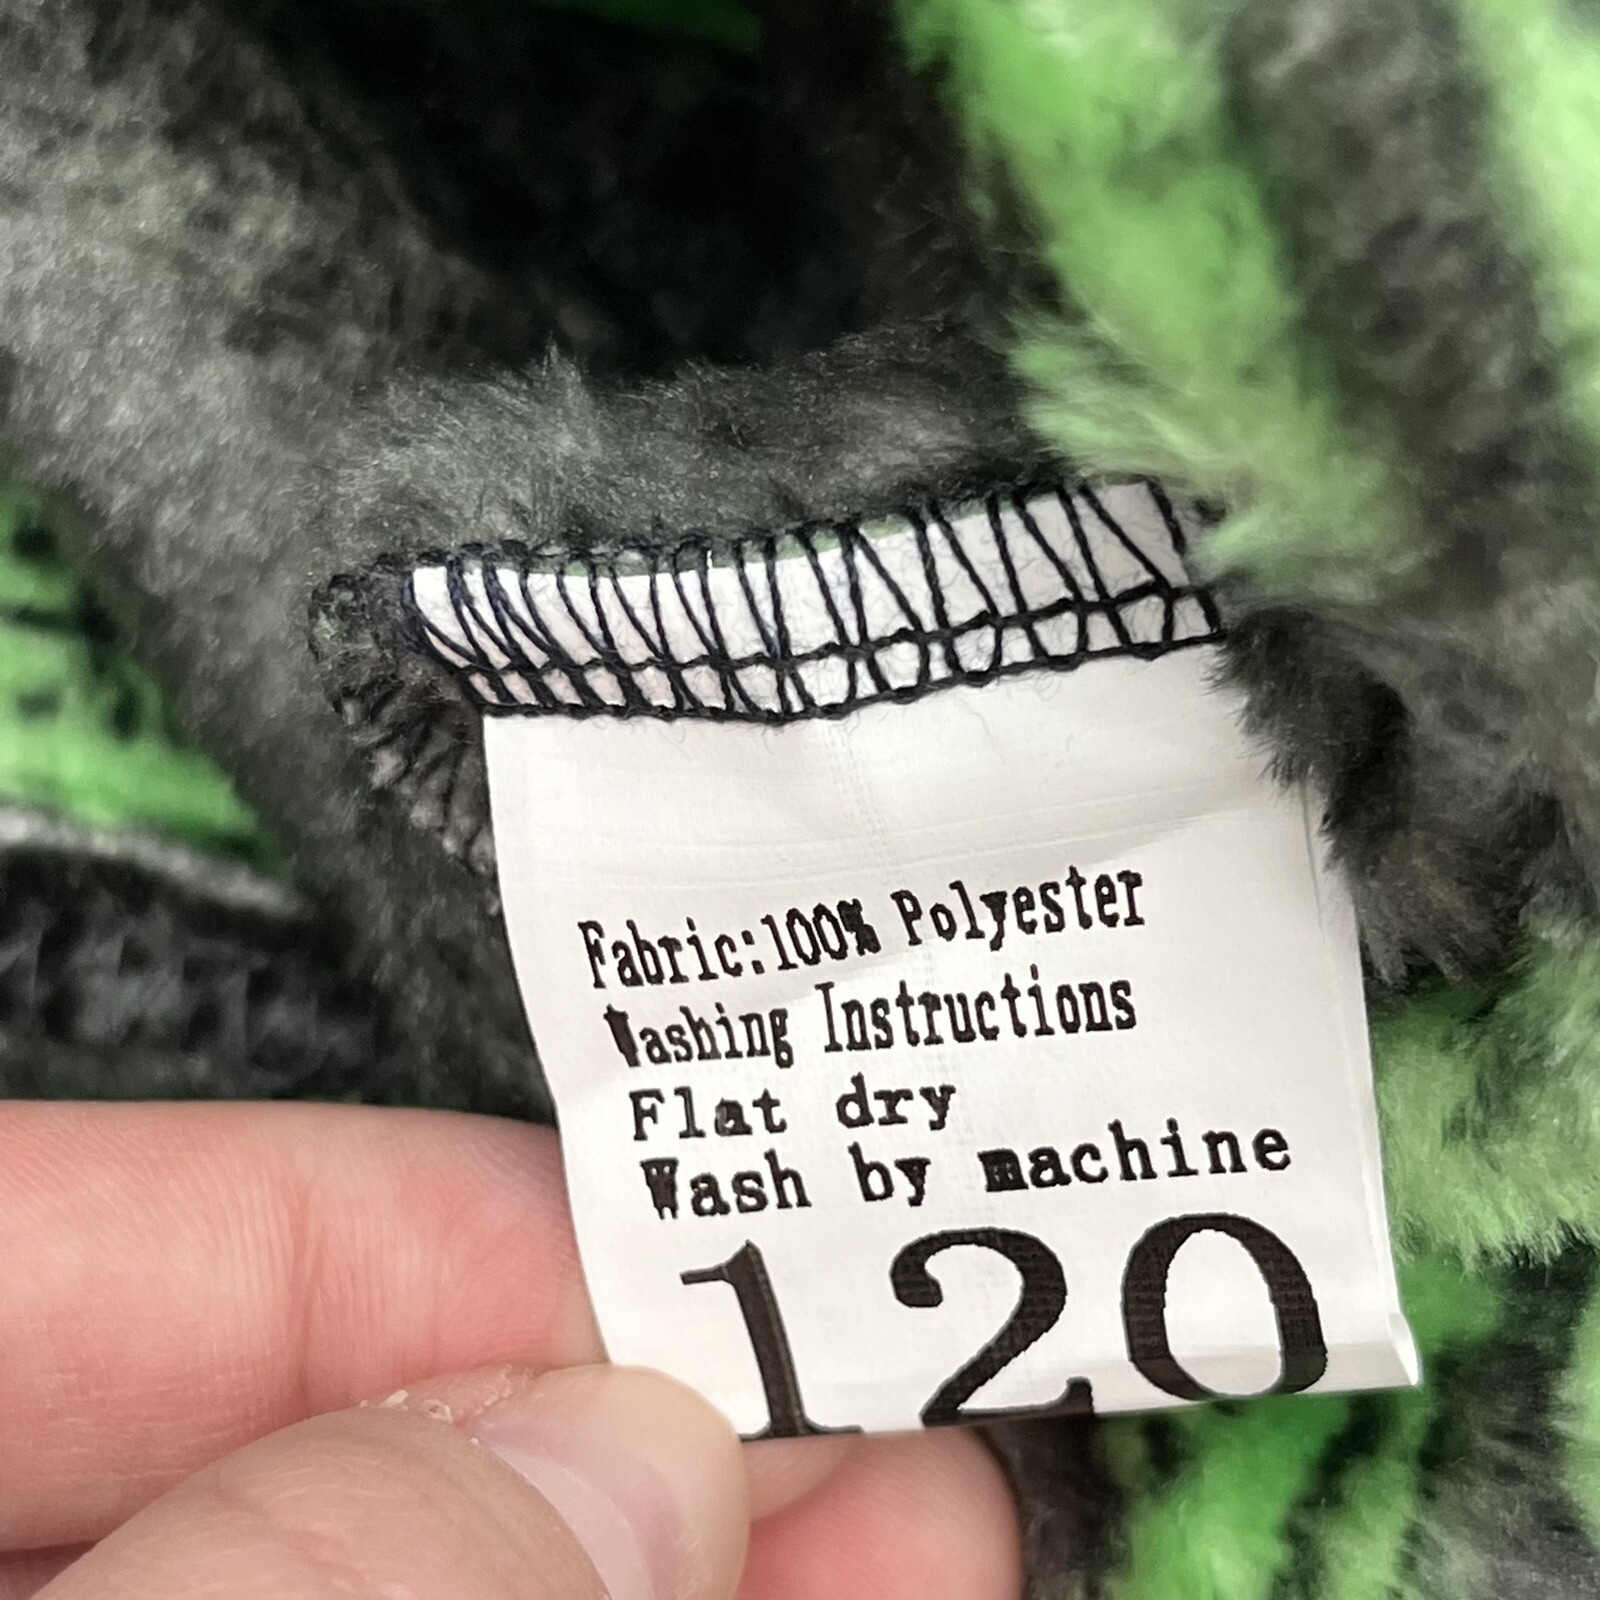 Fabric:100% Polyester
Washing Instructions
Flat dry
Wash by machine
120